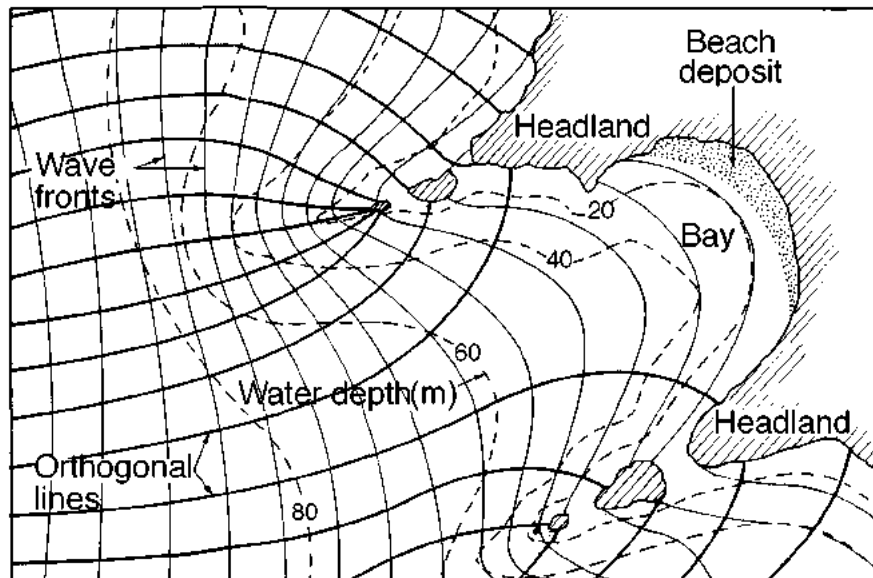 Beach
deposit
Headland
Wave
fronts
20
Bay
40
60
Water depth(m)
Headland
Orthogonal
lines
80